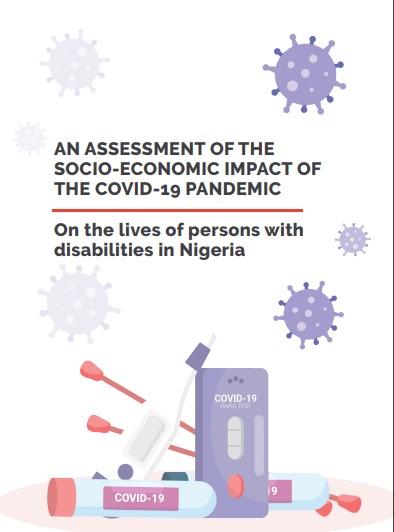 AN ASSESSMENT OF THE
SOCIO-ECONOMIC IMPACT OF
THE COVID-19 PANDEMIC
On the lives of persons with
disabilities in Nigeria
COVID-19
RAPID TEST
COVID-19
19